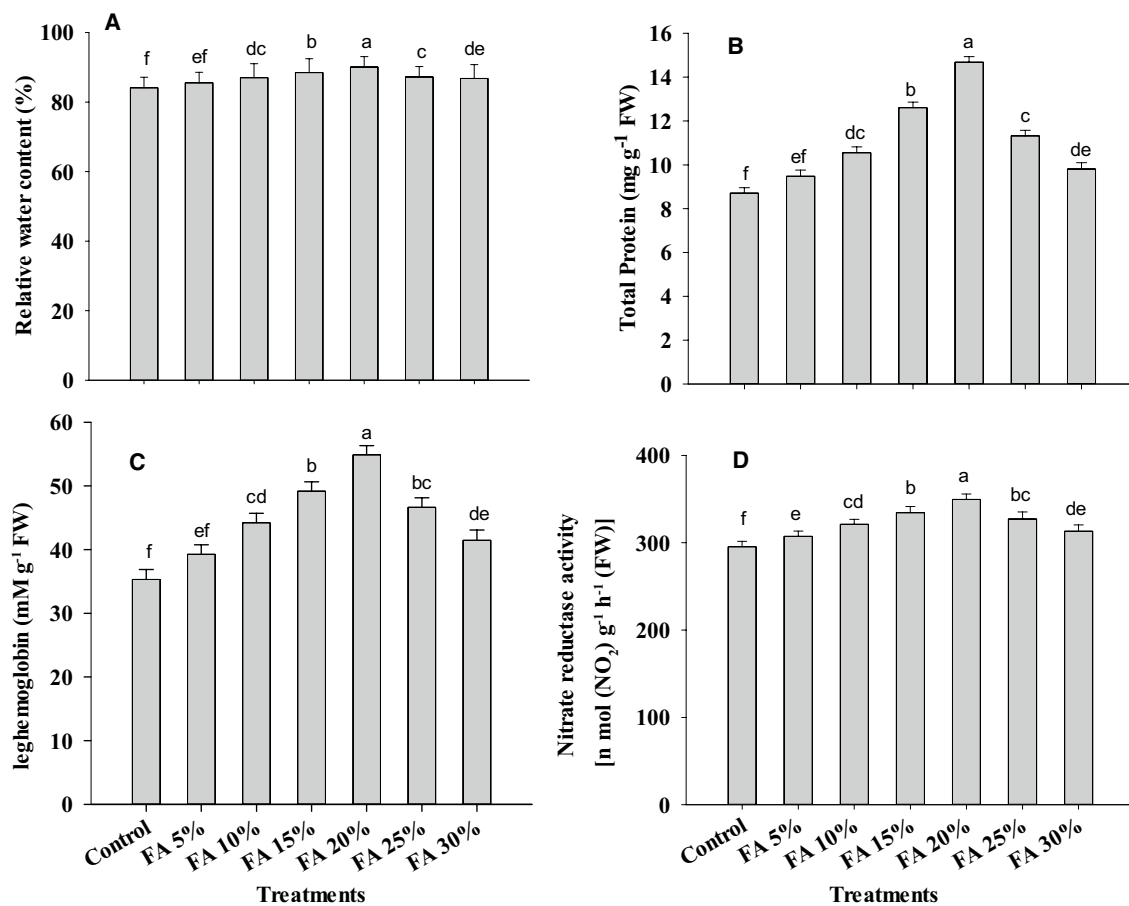 A
Relative water content (%)
100
80
60
40
20
0
f
ef
dc
b
a
c
de
B
Total Protein (mg g⁻¹ FW)
16
14
12
10
8
6
4
2
0
f
ef
dc
b
a
c
de
C
leghemoglobin (mM g⁻¹ FW)
60
50
40
30
20
10
0
f
ef
cd
b
a
bc
de
Control
FA 5%
FA 10%
FA 15%
FA 20%
FA 25%
FA 30%
Treatments
D
Nitrate reductase activity
[n mol (NO₂) g⁻¹ h⁻¹ (FW)]
400
300
200
100
0
f
e
cd
b
a
bc
de
Control
FA 5%
FA 10%
FA 15%
FA 20%
FA 25%
FA 30%
Treatments